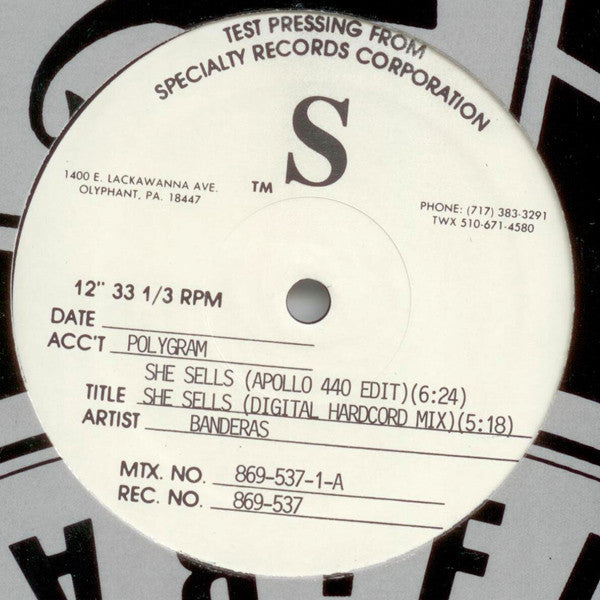 TEST PRESSING FROM
SPECIALTY RECORDS CORPORATION
TM S
1400 E. LACKAWANNA AVE.
OLYPHANT, PA. 18447
PHONE: (717) 383-3291
TWX 510-671-4580
12" 33 1/3 RPM
DATE
ACC'T POLYGRAM
SHE SELLS (APOLLO 440 EDIT)(6:24)
TITLE SHE SELLS (DIGITAL HARDCORD MIX)(5:18)
ARTIST BANDERAS
MTX. NO. 869-537-1-A
REC. NO. 869-537